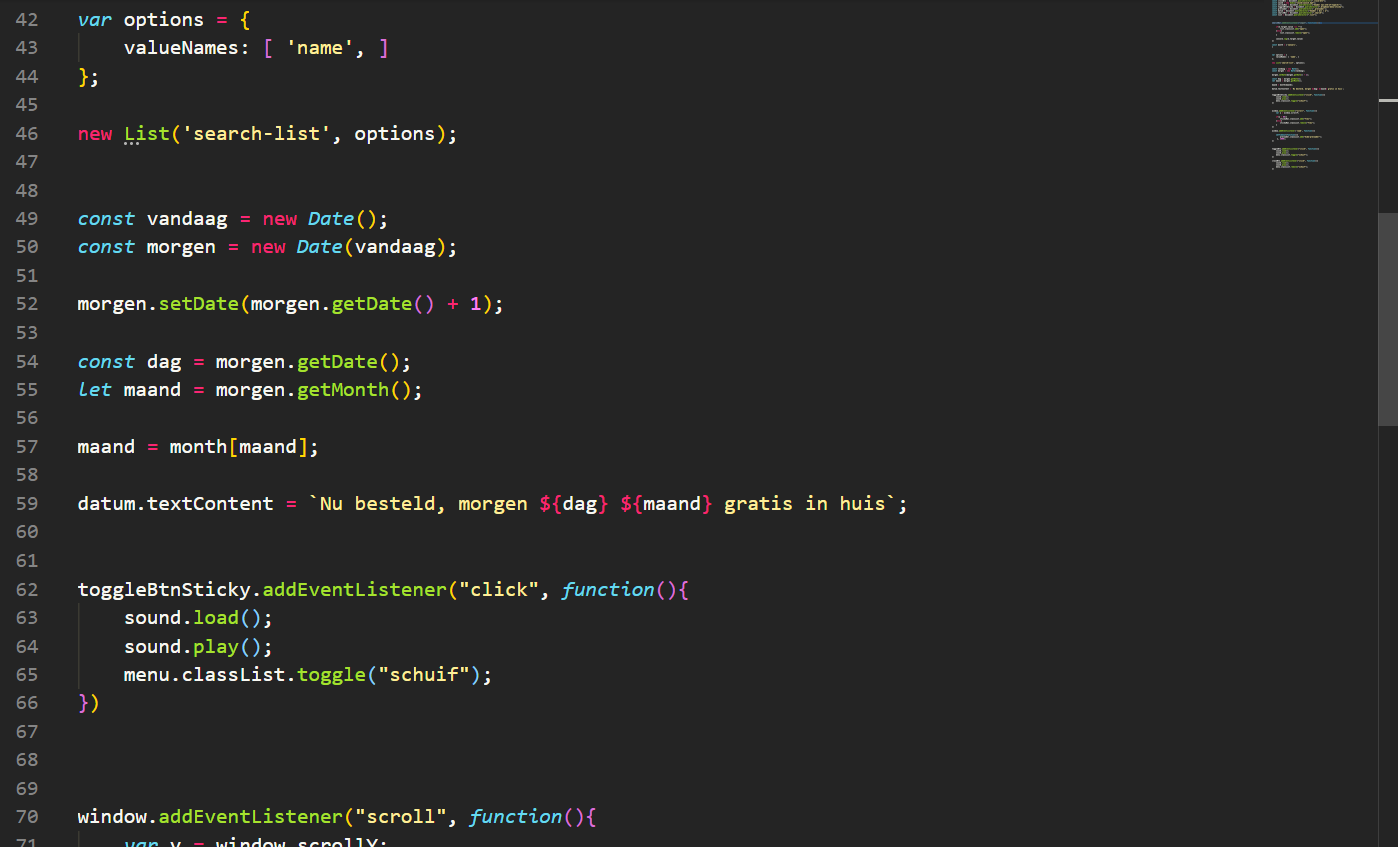 42 var options = {
43     valueNames: [ 'name', ]
44 };
45
46 new List('search-list', options);
47
48
49 const vandaag = new Date();
50 const morgen = new Date(vandaag);
51
52 morgen.setDate(morgen.getDate() + 1);
53
54 const dag = morgen.getDate();
55 let maand = morgen.getMonth();
56
57 maand = month[maand];
58
59 datum.textContent = `Nu besteld, morgen ${dag} ${maand} gratis in huis`;
60
61
62 toggleBtnSticky.addEventListener("click", function(){
63     sound.load();
64     sound.play();
65     menu.classList.toggle("schuif");
66 })
67
68
69
70 window.addEventListener("scroll", function(){
71     var y = window.scrollY;